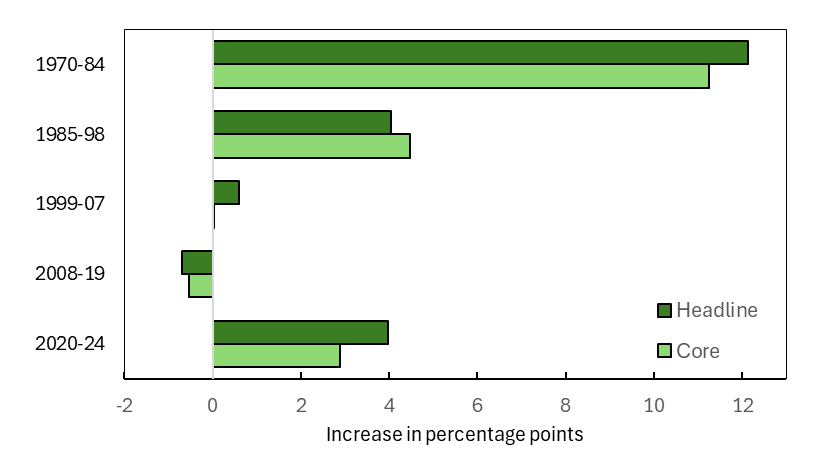 1970-84
1985-98
1999-07
2008-19
2020-24
Headline
Core
-2 0 2 4 6 8 10 12
Increase in percentage points